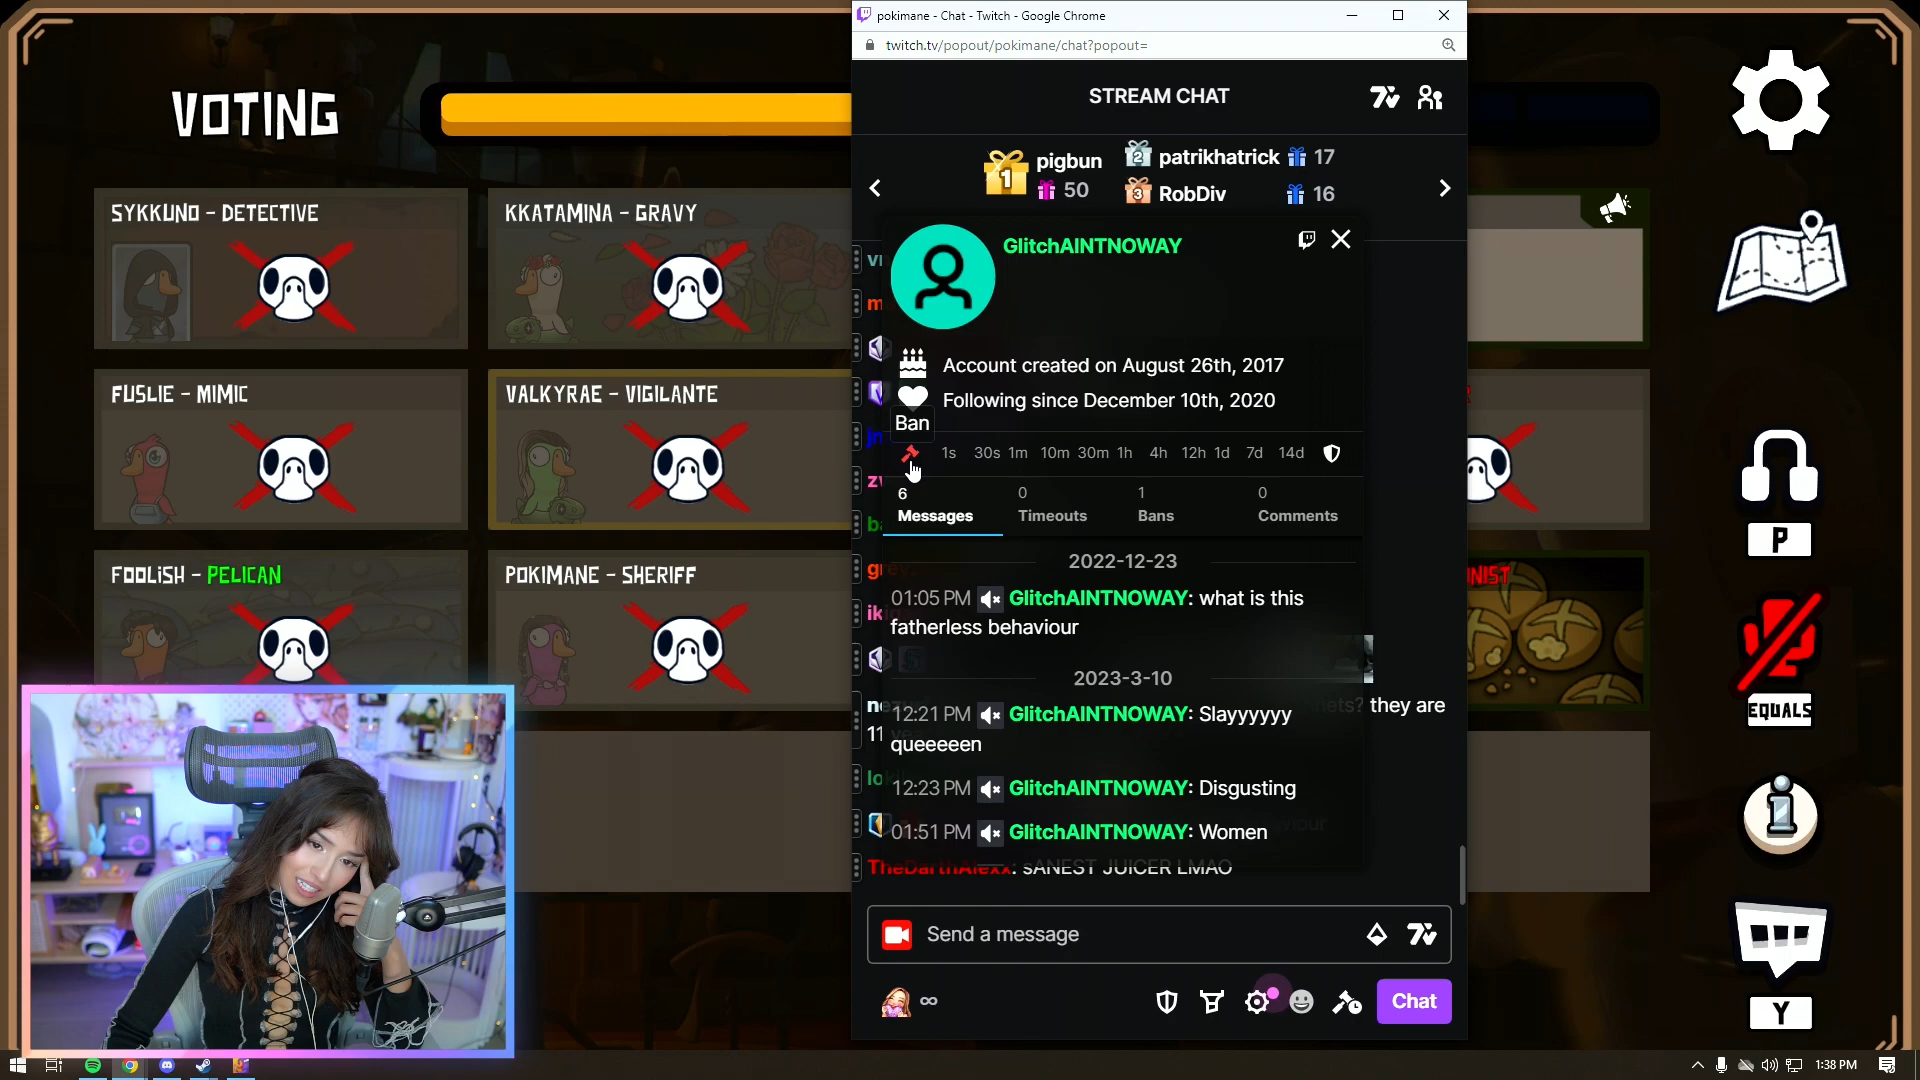 pokimane - Chat - Twitch - Google Chrome
twitch.tv/popout/pokimane/chat?popout=
VOTING
STREAM CHAT
1
pigbun
50
2
patrikhatrick
17
3
RobDiv
16
SYKKUNO - DETECTIVE
KKATAMINA - GRAVY
FUSLIE - MIMIC
VALKYRAE - VIGILANTE
FOOLISH - PELICAN
POKIMANE - SHERIFF
GlitchAINTNOWAY
Account created on August 26th, 2017
Following since December 10th, 2020
Ban
1s 30s 1m 10m 30m 1h 4h 12h 1d 7d 14d
6
Messages
0
Timeouts
1
Bans
0
Comments
2022-12-23
01:05 PM GlitchAINTNOWAY: what is this
fatherless behaviour
2023-3-10
12:21 PM GlitchAINTNOWAY: Slayyyyyy
queeeeen
they are
12:23 PM GlitchAINTNOWAY: Disgusting
01:51 PM GlitchAINTNOWAY: Women
TheDarthAlexx: sANEST JUICER LMAO
Send a message
∞
Chat
P
EQUALS
Y
1:38 PM